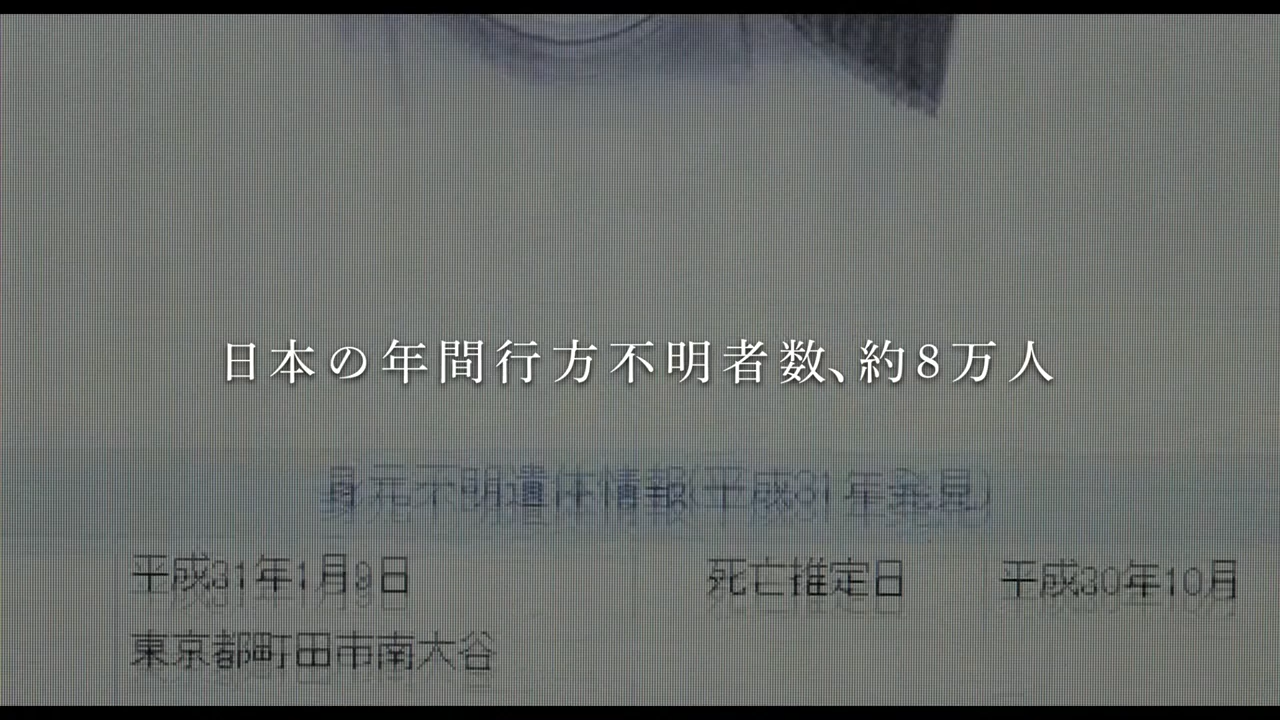 日本の年間行方不明者数、約8万人
身元不明遺体情報(平成31年発見)
平成31年1月9日 死亡推定日 平成30年10月
東京都町田市南大谷